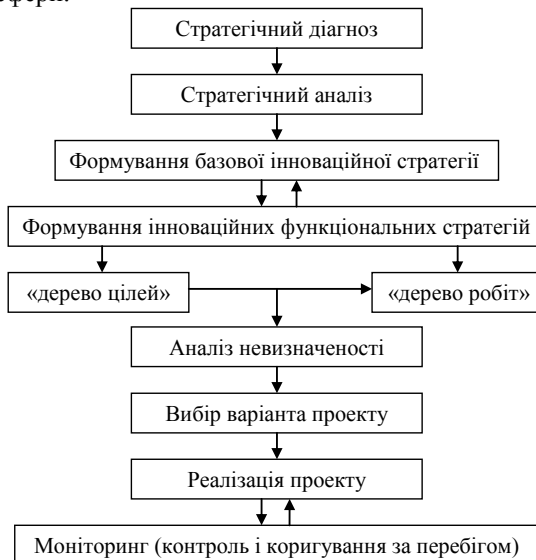 Стратегічний діагноз
Стратегічний аналіз
Формування базової інноваційної стратегії
Формування інноваційних функціональних стратегій
«дерево цілей»
«дерево робіт»
Аналіз невизначеності
Вибір варіанта проекту
Реалізація проекту
Моніторинг (контроль і коригування за перебігом)